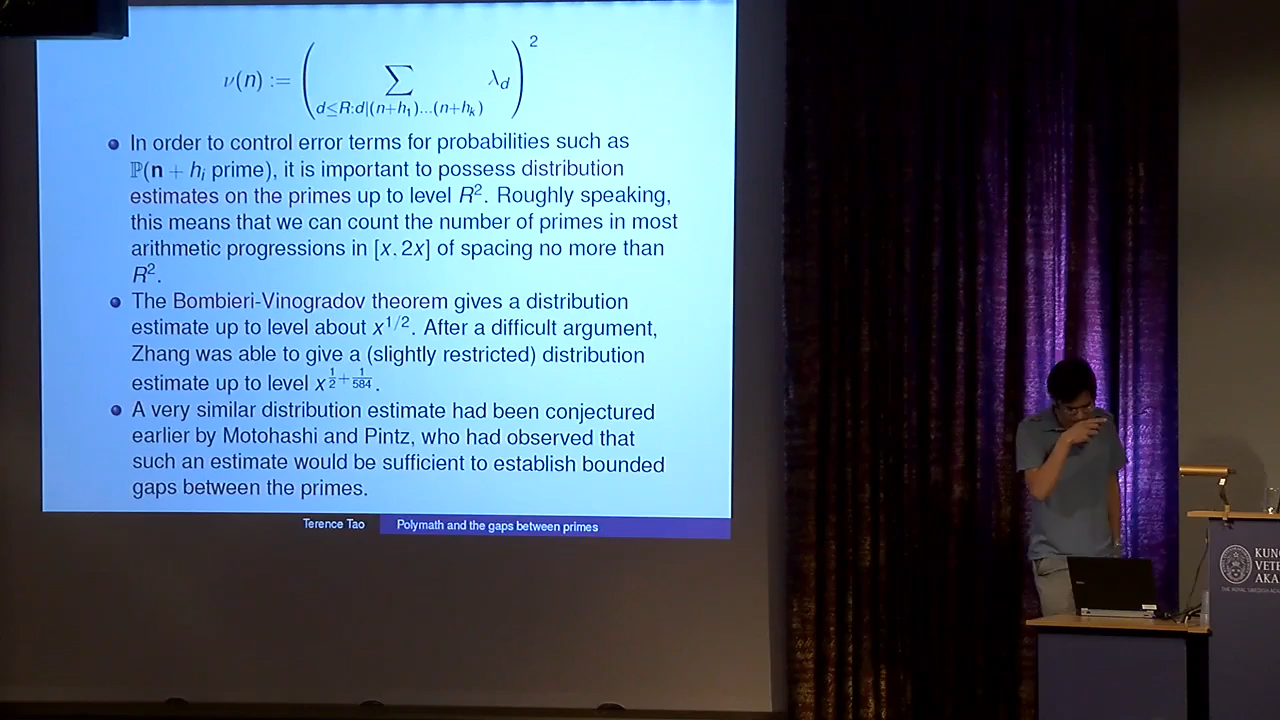 ν(n) := ( ∑ λ_d )²
d≤R:d|(n+h₁)...(n+h_k)
In order to control error terms for probabilities such as
ℙ(𝐧 + hᵢ prime), it is important to possess distribution
estimates on the primes up to level R². Roughly speaking,
this means that we can count the number of primes in most
arithmetic progressions in [x, 2x] of spacing no more than
R².
The Bombieri-Vinogradov theorem gives a distribution
estimate up to level about x^{1/2}. After a difficult argument,
Zhang was able to give a (slightly restricted) distribution
estimate up to level x^{\frac{1}{2}+\frac{1}{584}}.
A very similar distribution estimate had been conjectured
earlier by Motohashi and Pintz, who had observed that
such an estimate would be sufficient to establish bounded
gaps between the primes.
Terence Tao Polymath and the gaps between primes